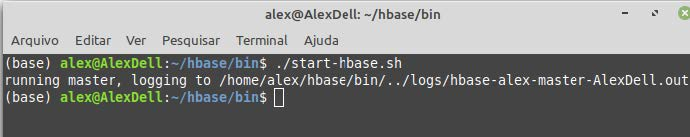 alex@AlexDell: ~/hbase/bin
Arquivo Editar Ver Pesquisar Terminal Ajuda
(base) alex@AlexDell:~/hbase/bin$ ./start-hbase.sh
running master, logging to /home/alex/hbase/bin/../logs/hbase-alex-master-AlexDell.out
(base) alex@AlexDell:~/hbase/bin$